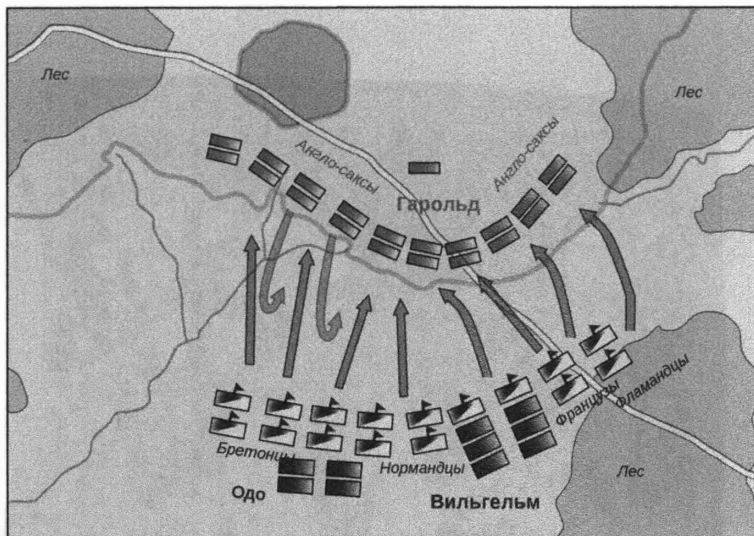 Лес
Лес
Англо-саксы
Англо-саксы
Гарольд
Французы
Фламандцы
Бретонцы
Нормандцы
Лес
Одо
Вильгельм